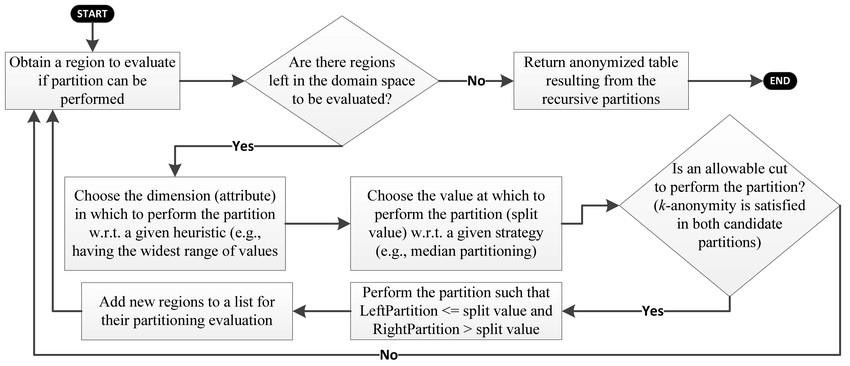 START
Obtain a region to evaluate
if partition can be
performed
Are there regions
left in the domain space
to be evaluated?
No
Return anonymized table
resulting from the
recursive partitions
END
Yes
Choose the dimension (attribute)
in which to perform the partition
w.r.t. a given heuristic (e.g.,
having the widest range of values
Choose the value at which to
perform the partition (split
value) w.r.t. a given strategy
(e.g., median partitioning)
Is an allowable cut
to perform the partition?
(k-anonymity is satisfied
in both candidate
partitions)
Add new regions to a list for
their partitioning evaluation
Perform the partition such that
LeftPartition <= split value and
RightPartition > split value
Yes
No